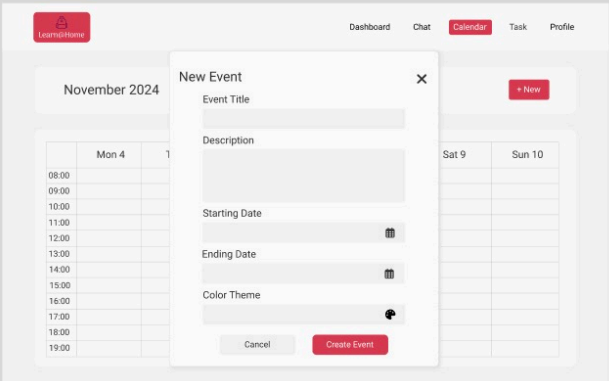 Learn@Home
Dashboard Chat Calendar Task Profile
New Event
November 2024
+ New
Event Title
Description
Mon 4
Sat 9 Sun 10
Starting Date
Ending Date
Color Theme
08:00
09:00
10:00
11:00
12:00
13:00
14:00
15:00
16:00
17:00
18:00
19:00
Cancel Create Event